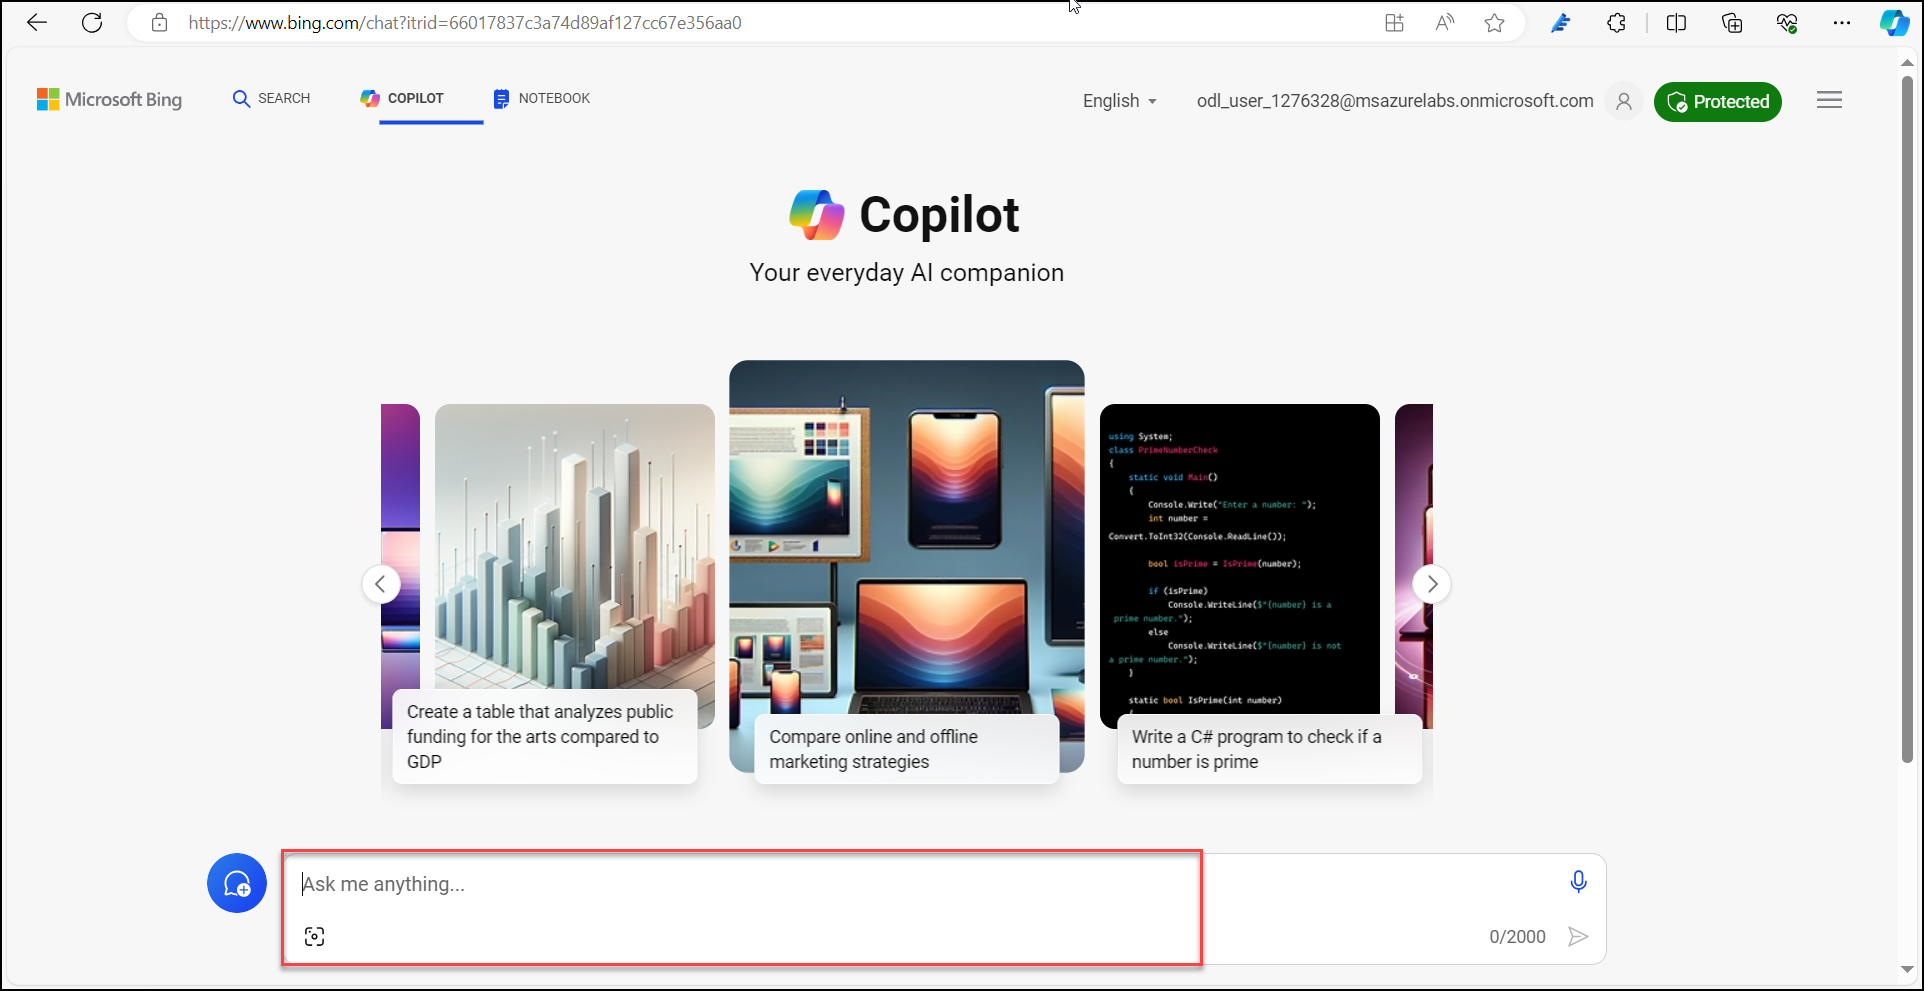 https://www.bing.com/chat?itrid=66017837c3a74d89af127cc67e356aa0
Microsoft Bing
SEARCH
COPILOT
NOTEBOOK
English
odl_user_1276328@msazurelabs.onmicrosoft.com
Protected
Copilot
Your everyday AI companion
Create a table that analyzes public
funding for the arts compared to
GDP
Compare online and offline
marketing strategies
using System;
class PrimeNumberCheck
{
static void Main()
{
Console.Write("Enter a number: ");
int number =
Convert.ToInt32(Console.ReadLine());
bool isPrime = IsPrime(number);
if (isPrime)
Console.WriteLine($"{number} is a
prime number.");
else
Console.WriteLine($"{number} is not
a prime number.");
}
static bool IsPrime(int number)
{
Write a C# program to check if a
number is prime
Ask me anything...
0/2000